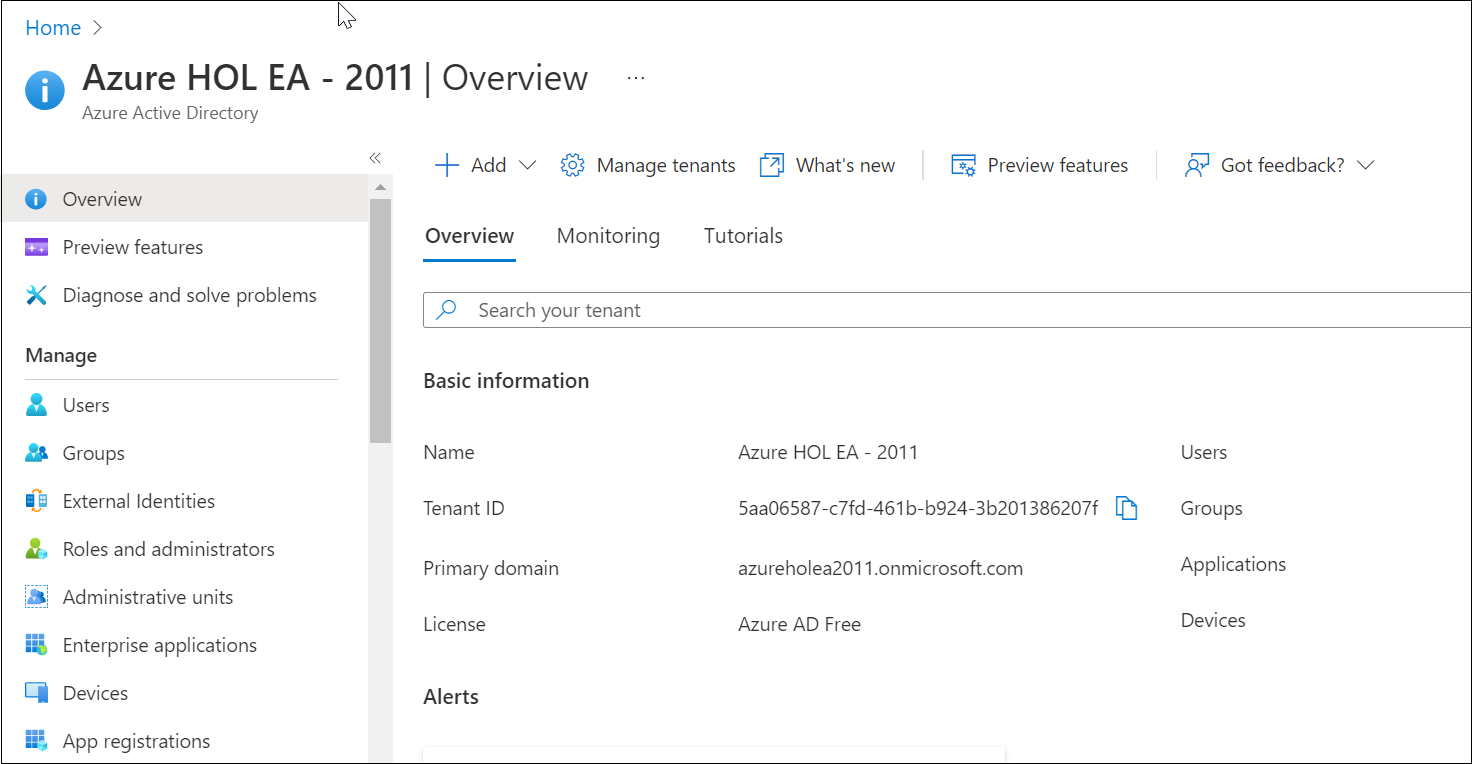 Home
Azure HOL EA - 2011 | Overview ...
Azure Active Directory
Add
Manage tenants
What's new
Preview features
Got feedback?
Overview
Preview features
Diagnose and solve problems
Manage
Users
Groups
External Identities
Roles and administrators
Administrative units
Enterprise applications
Devices
App registrations
Overview
Monitoring
Tutorials
Search your tenant
Basic information
Name
Azure HOL EA - 2011
Users
Tenant ID
5aa06587-c7fd-461b-b924-3b201386207f
Groups
Primary domain
azureholea2011.onmicrosoft.com
Applications
License
Azure AD Free
Devices
Alerts